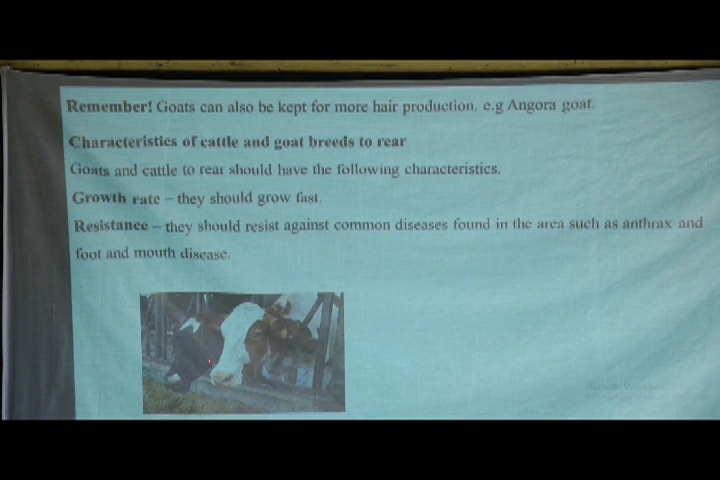 Remember! Goats can also be kept for more hair production. e.g Angora goat.
Characteristics of cattle and goat breeds to rear
Goats and cattle to rear should have the following characteristics.
Growth rate – they should grow fast.
Resistance – they should resist against common diseases found in the area such as anthrax and
foot and mouth disease.